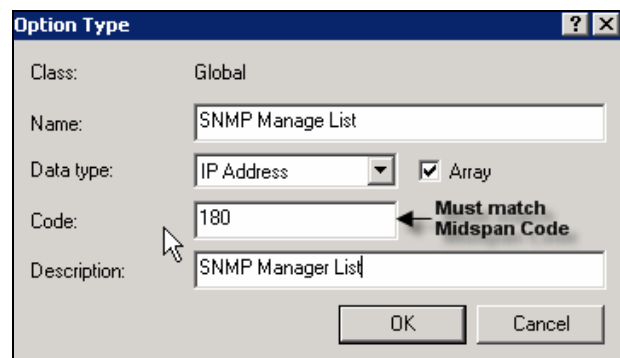 Option Type
Class: Global
Name: SNMP Manage List
Data type: IP Address Array
Code: 180 Must match
Midspan Code
Description: SNMP Manager List
OK Cancel